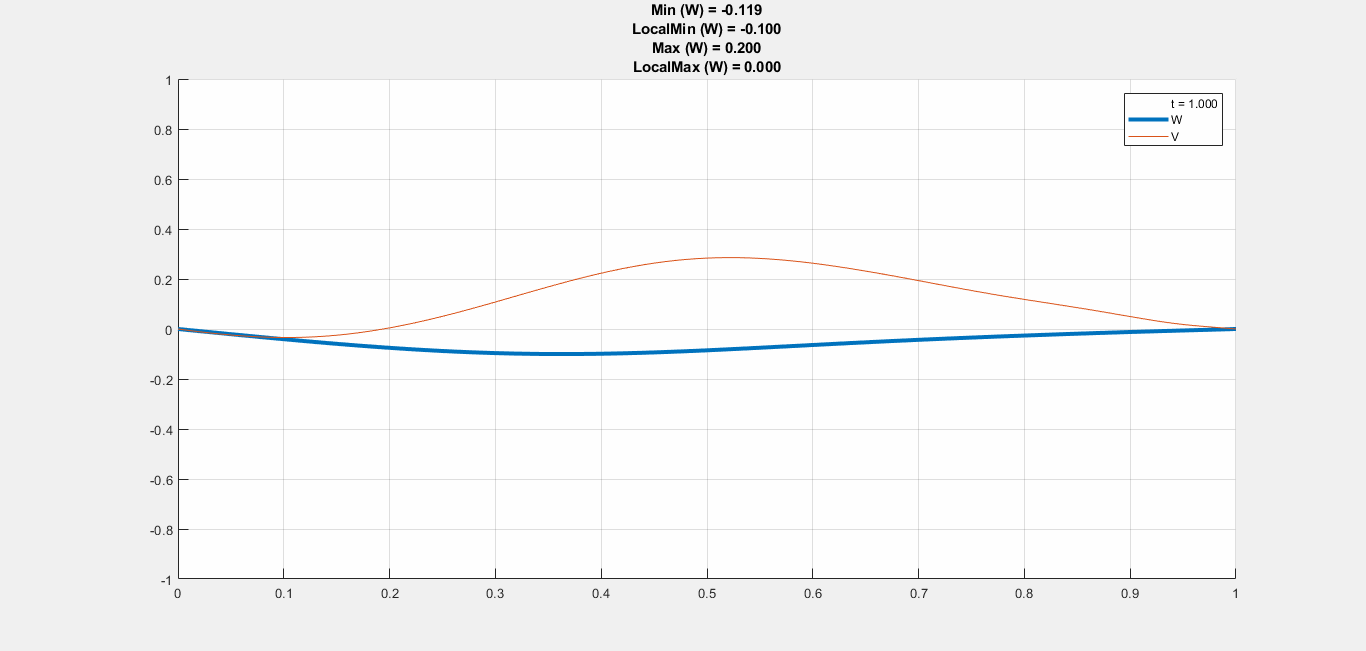 Min (W) = -0.119
LocalMin (W) = -0.100
Max (W) = 0.200
LocalMax (W) = 0.000
t = 1.000
W
V
1
0.8
0.6
0.4
0.2
0
-0.2
-0.4
-0.6
-0.8
-1
0 0.1 0.2 0.3 0.4 0.5 0.6 0.7 0.8 0.9 1